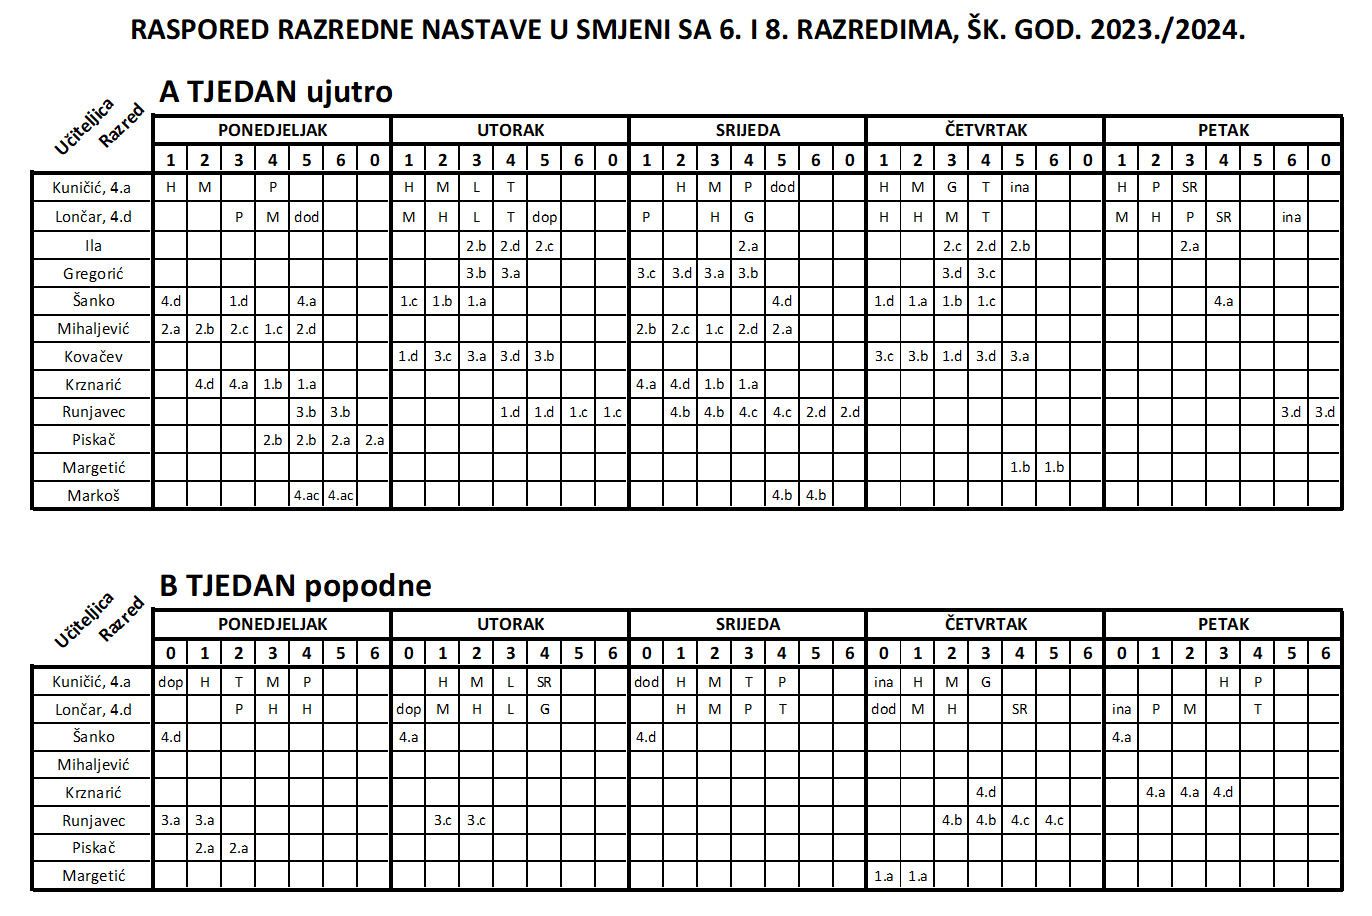 RASPORED RAZREDNE NASTAVE U SMJENI SA 6. I 8. RAZREDIMA, ŠK. GOD. 2023./2024.
A TJEDAN ujutro
Učiteljica Razred
PONEDJELJAK UTORAK SRIJEDA ČETVRTAK PETAK
1 2 3 4 5 6 0 1 2 3 4 5 6 0 1 2 3 4 5 6 0 1 2 3 4 5 6 0 1 2 3 4 5 6 0
Kuničić, 4.a H M P H M L T H M P dod H M G T ina H P SR
Lončar, 4.d P M dod M H L T dop P H G H H M T M H P SR ina
Ila 2.b 2.d 2.c 2.a 2.c 2.d 2.b 2.a
Gregorić 3.b 3.a 3.c 3.d 3.a 3.b 3.d 3.c
Šanko 4.d 1.d 4.a 1.c 1.b 1.a 4.d 1.d 1.a 1.b 1.c 4.a
Mihaljević 2.a 2.b 2.c 1.c 2.d 2.b 2.c 1.c 2.d 2.a
Kovačev 1.d 3.c 3.a 3.d 3.b 3.c 3.b 1.d 3.d 3.a
Krznarić 4.d 4.a 1.b 1.a 4.a 4.d 1.b 1.a
Runjavec 3.b 3.b 1.d 1.d 1.c 1.c 4.b 4.b 4.c 4.c 2.d 2.d 3.d 3.d
Piskač 2.b 2.b 2.a 2.a
Margetić 1.b 1.b
Markoš 4.ac 4.ac 4.b 4.b
B TJEDAN popodne
Učiteljica Razred
PONEDJELJAK UTORAK SRIJEDA ČETVRTAK PETAK
0 1 2 3 4 5 6 0 1 2 3 4 5 6 0 1 2 3 4 5 6 0 1 2 3 4 5 6 0 1 2 3 4 5 6
Kuničić, 4.a dop H T M P H M L SR dod H M T P ina H M G H P
Lončar, 4.d P H H dop M H L G H M P T dod M H SR ina P M T
Šanko 4.d 4.a 4.d 4.a
Mihaljević
Krznarić 4.d 4.a 4.a 4.d
Runjavec 3.a 3.a 3.c 3.c 4.b 4.b 4.c 4.c
Piskač 2.a 2.a
Margetić 1.a 1.a